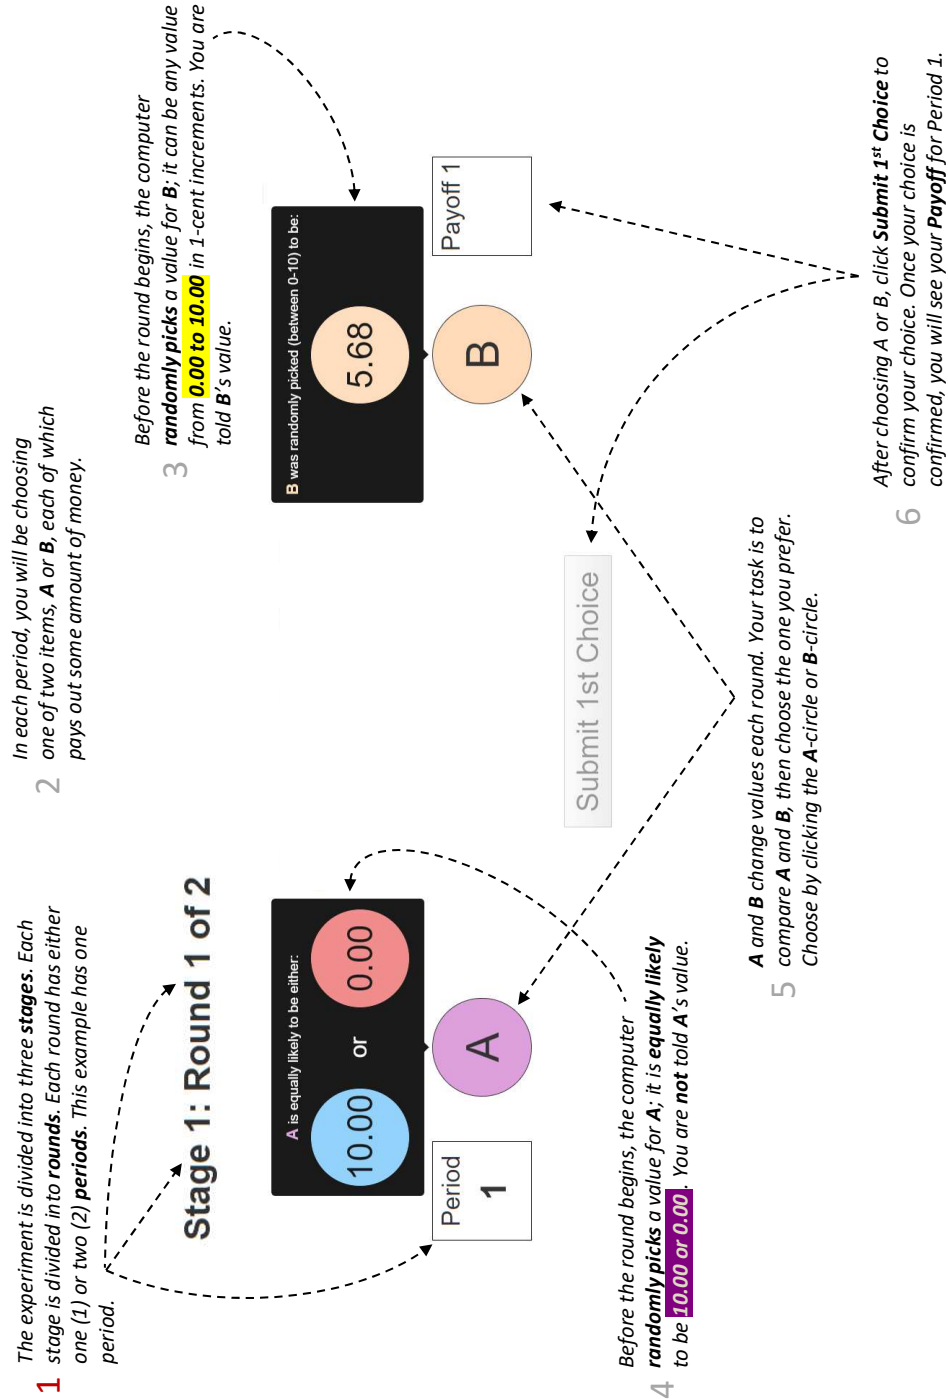 1
The experiment is divided into three stages. Each
stage is divided into rounds. Each round has either
one (1) or two (2) periods. This example has one
period.
2
In each period, you will be choosing
one of two items, A or B, each of which
pays out some amount of money.
3
Before the round begins, the computer
randomly picks a value for B; it can be any value
from 0.00 to 10.00 in 1-cent increments. You are
told B's value.
Stage 1: Round 1 of 2
A is equally likely to be either:
10.00 or 0.00
B was randomly picked (between 0-10) to be:
5.68
Period
1
A
B
Payoff 1
Submit 1st Choice
4
Before the round begins, the computer
randomly picks a value for A; it is equally likely
to be 10.00 or 0.00. You are not told A's value.
5
A and B change values each round. Your task is to
compare A and B, then choose the one you prefer.
Choose by clicking the A-circle or B-circle.
6
After choosing A or B, click Submit 1st Choice to
confirm your choice. Once your choice is
confirmed, you will see your Payoff for Period 1.